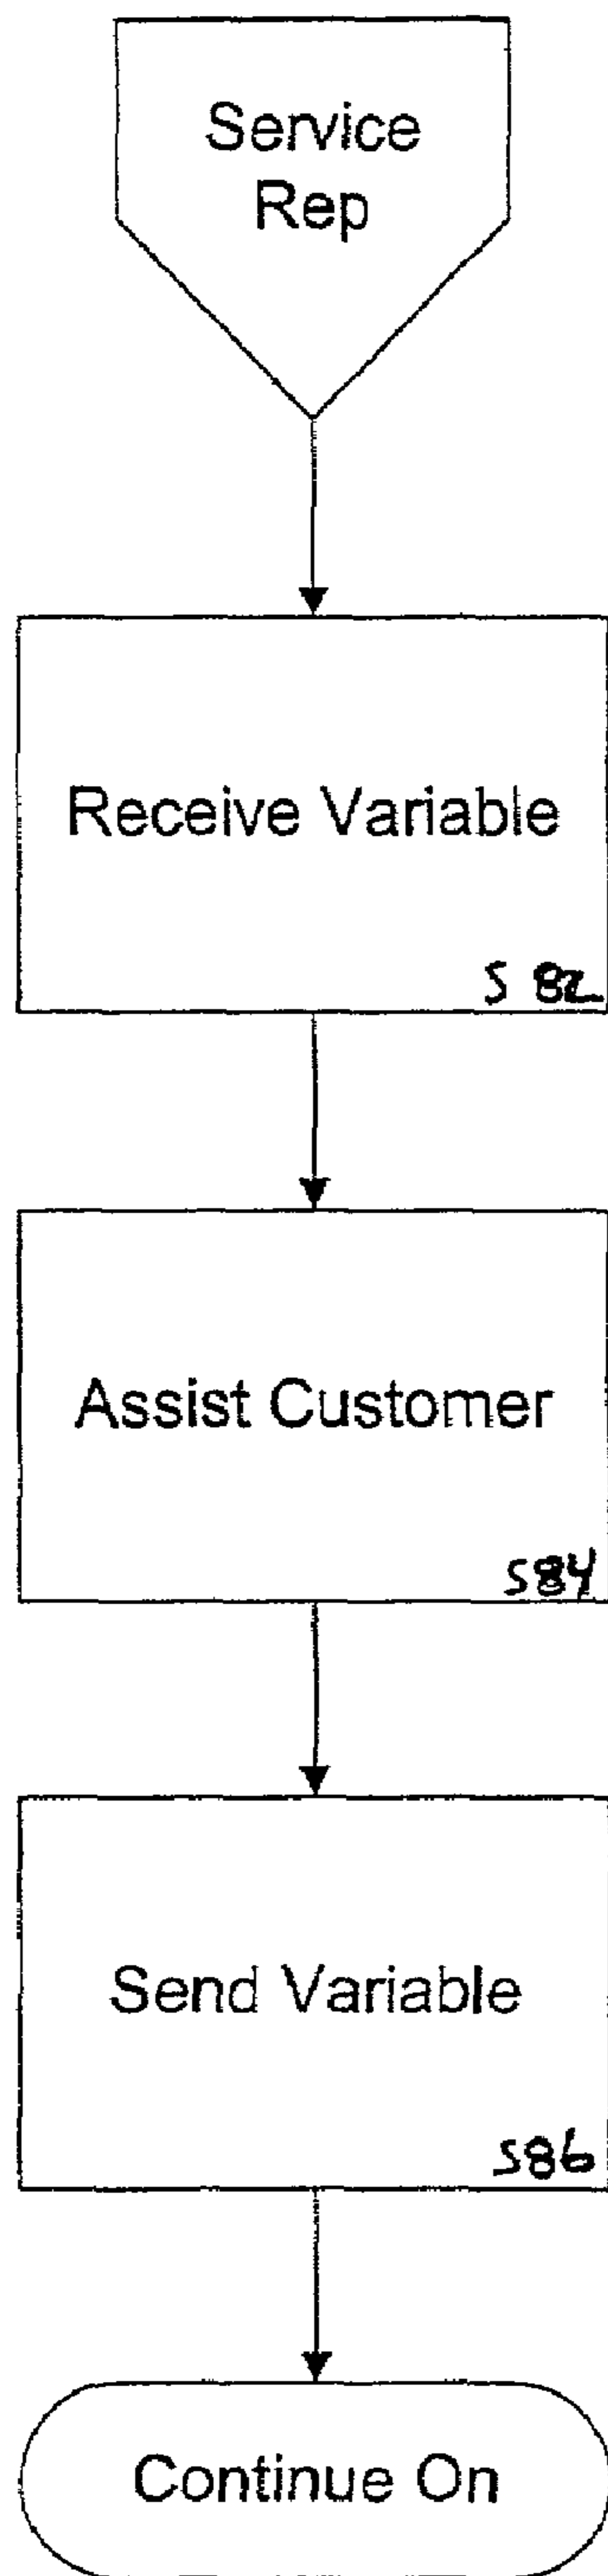 Service
Rep
Receive Variable
S 82
Assist Customer
S84
Send Variable
S86
Continue On